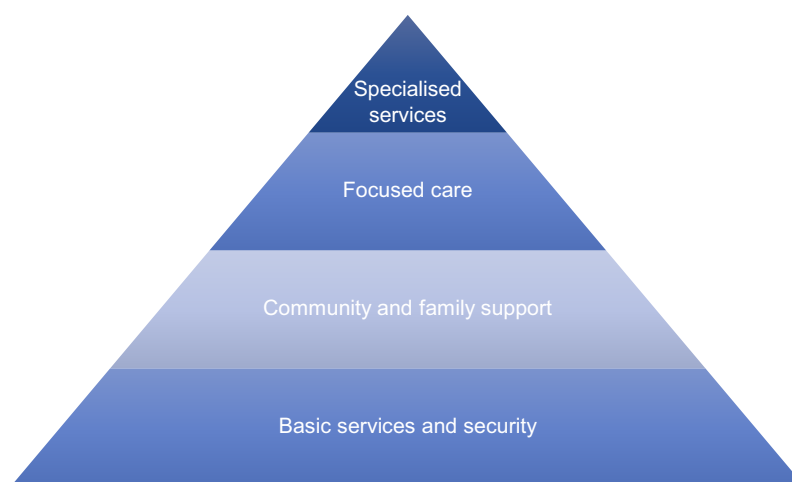 Specialised
services
Focused care
Community and family support
Basic services and security